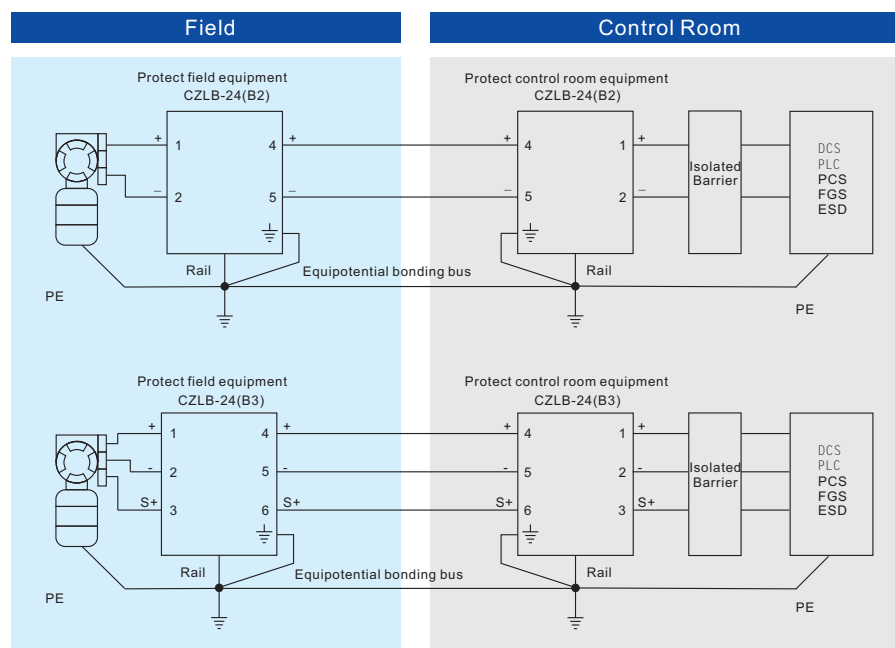 Field
Control Room
Protect field equipment
CZLB-24(B2)
Protect control room equipment
CZLB-24(B2)
+ 1 4 + + 4 1 +
− 2 5 − − 5 2 −
Isolated
Barrier
DCS
PLC
PCS
FGS
ESD
Rail
Equipotential bonding bus
Rail
PE
PE
Protect field equipment
CZLB-24(B3)
Protect control room equipment
CZLB-24(B3)
+ 1 4 + + 4 1 +
- 2 5 - - 5 2 -
S+ 3 6 S+ S+ 6 3 S+
Isolated
Barrier
DCS
PLC
PCS
FGS
ESD
Rail
Equipotential bonding bus
Rail
PE
PE